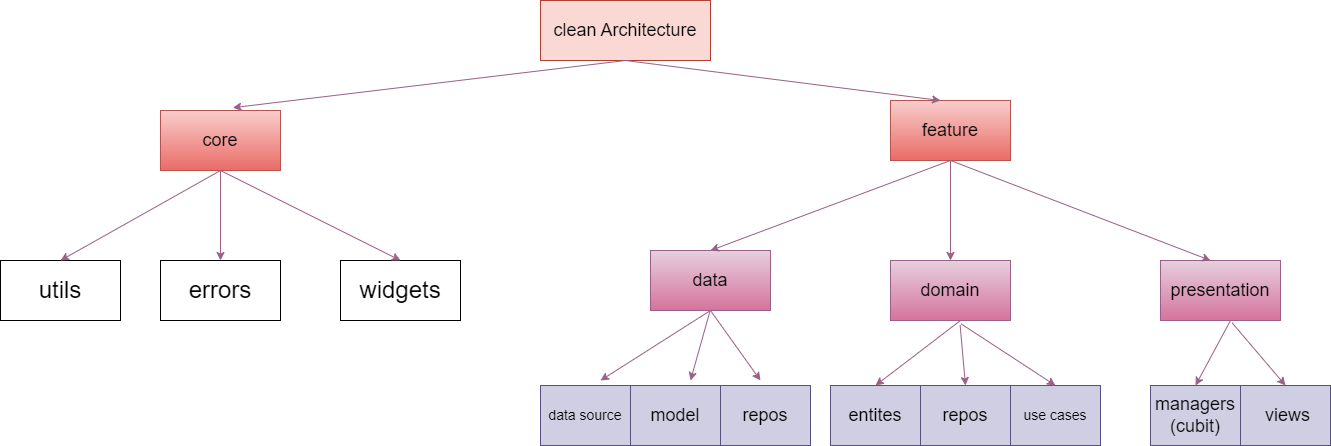 clean Architecture
core
feature
utils
errors
widgets
data
domain
presentation
data source
model
repos
entites
repos
use cases
managers
(cubit)
views